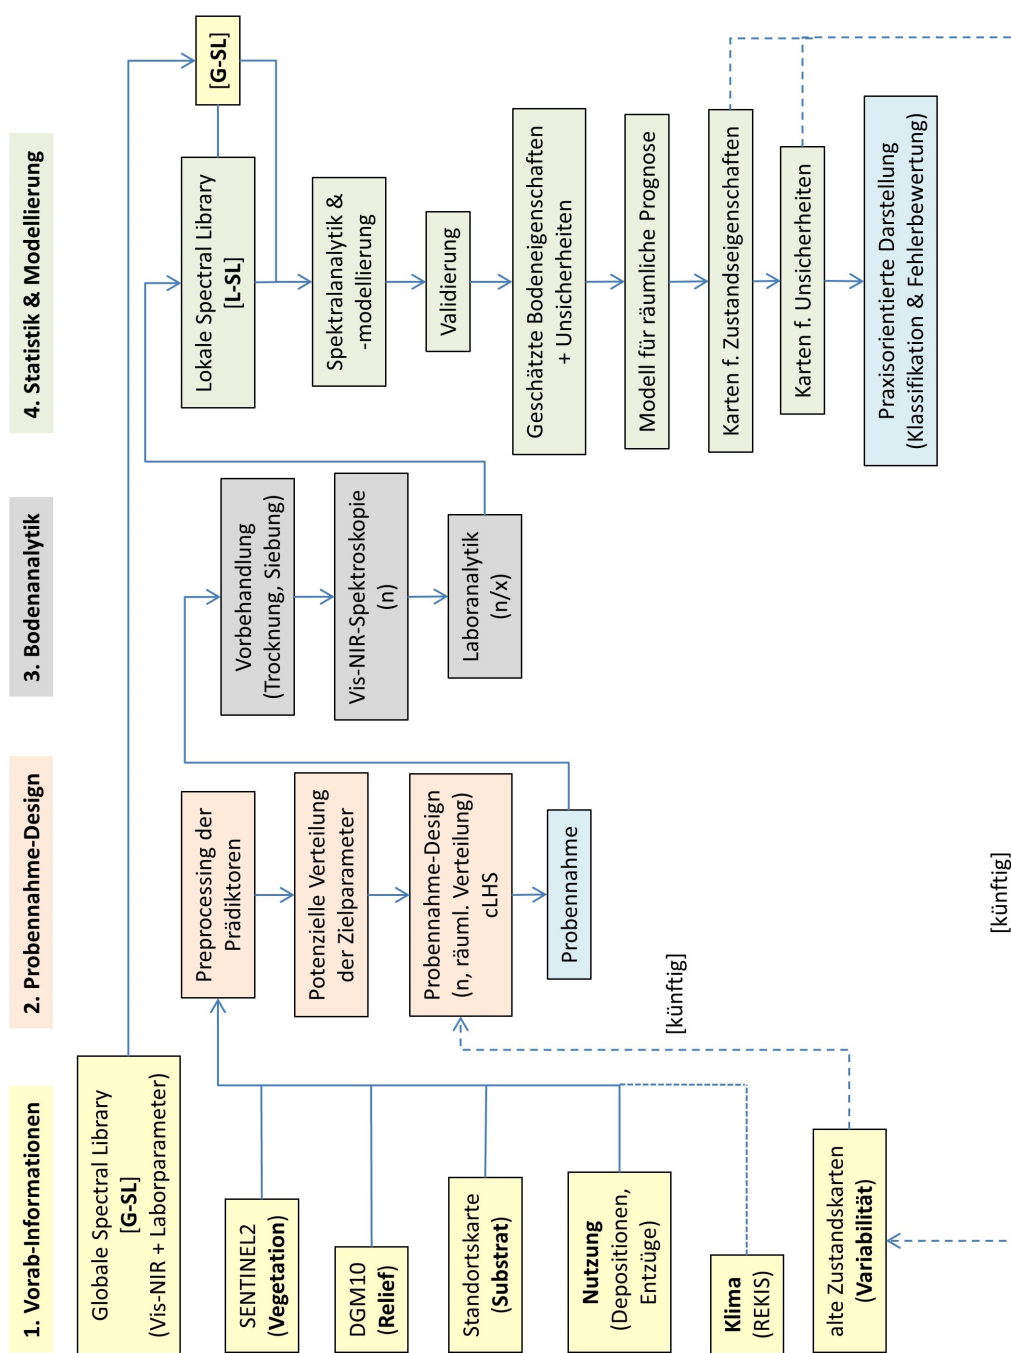 1. Vorab-Informationen
Globale Spectral Library
[G-SL]
(Vis-NIR + Laborparameter)
SENTINEL2
(Vegetation)
DGM10
(Relief)
Standortskarte
(Substrat)
Nutzung
(Depositionen,
Entzüge)
Klima
(REKIS)
alte Zustandskarten
(Variabilität)
2. Probennahme-Design
Preprocessing der
Prädiktoren
Potenzielle Verteilung
der Zielparameter
Probennahme-Design
(n, räuml. Verteilung)
cLHS
Probennahme
[künftig]
3. Bodenanalytik
Vorbehandlung
(Trocknung, Siebung)
Vis-NIR-Spektroskopie
(n)
Laboranalytik
(n/x)
[künftig]
4. Statistik & Modellierung
[G-SL]
Lokale Spectral Library
[L-SL]
Spektralanalytik &
-modellierung
Validierung
Geschätzte Bodeneigenschaften
+ Unsicherheiten
Modell für räumliche Prognose
Karten f. Zustandseigenschaften
Karten f. Unsicherheiten
Praxisorientierte Darstellung
(Klassifikation & Fehlerbewertung)